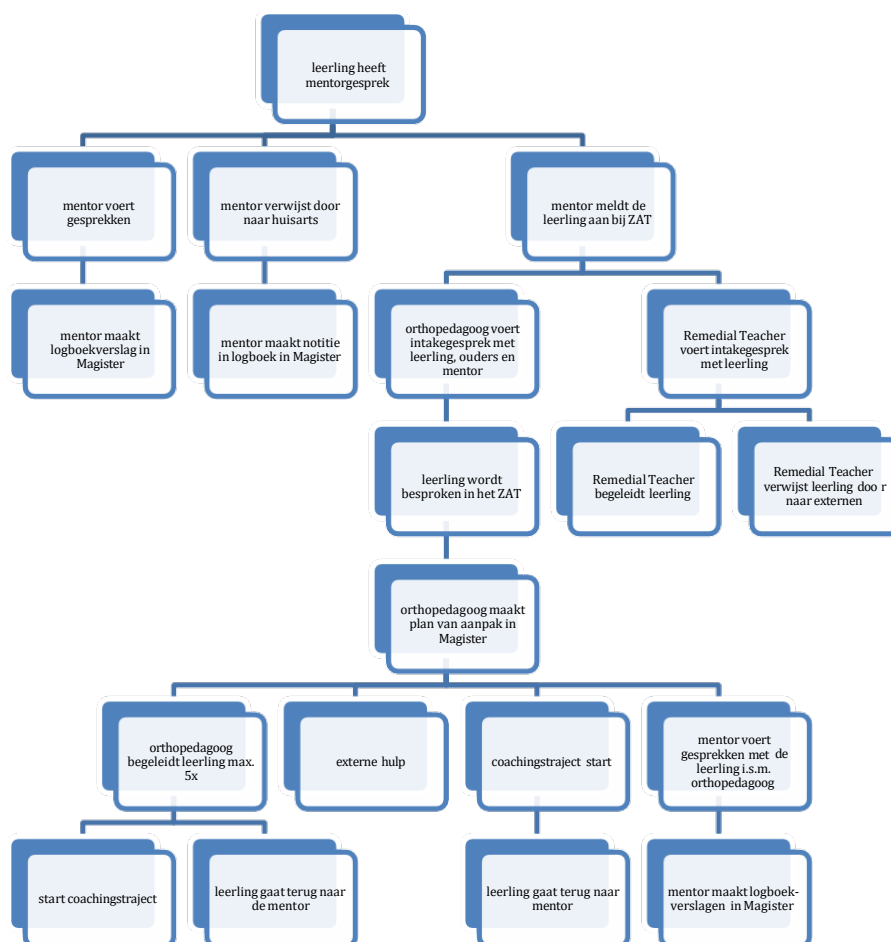 leerling heeft
mentorgesprek
mentor voert
gesprekken
mentor verwijst door
naar huisarts
mentor meldt de
leerling aan bij ZAT
mentor maakt
logboekverslag in
Magister
mentor maakt notitie
in logboek in Magister
orthopedagoog voert
intakegesprek met
leerling, ouders en
mentor
Remedial Teacher
voert intakegesprek
met leerling
leerling wordt
besproken in het ZAT
Remedial Teacher
begeleidt leerling
Remedial Teacher
verwijst leerling doo r
naar externen
orthopedagoog maakt
plan van aanpak in
Magister
orthopedagoog
begeleidt leerling max.
5x
externe hulp
coachingstraject start
mentor voert
gesprekken met de
leerling i.s.m.
orthopedagoog
start coachingstraject
leerling gaat terug naar
de mentor
leerling gaat terug naar
mentor
mentor maakt logboek-
verslagen in Magister